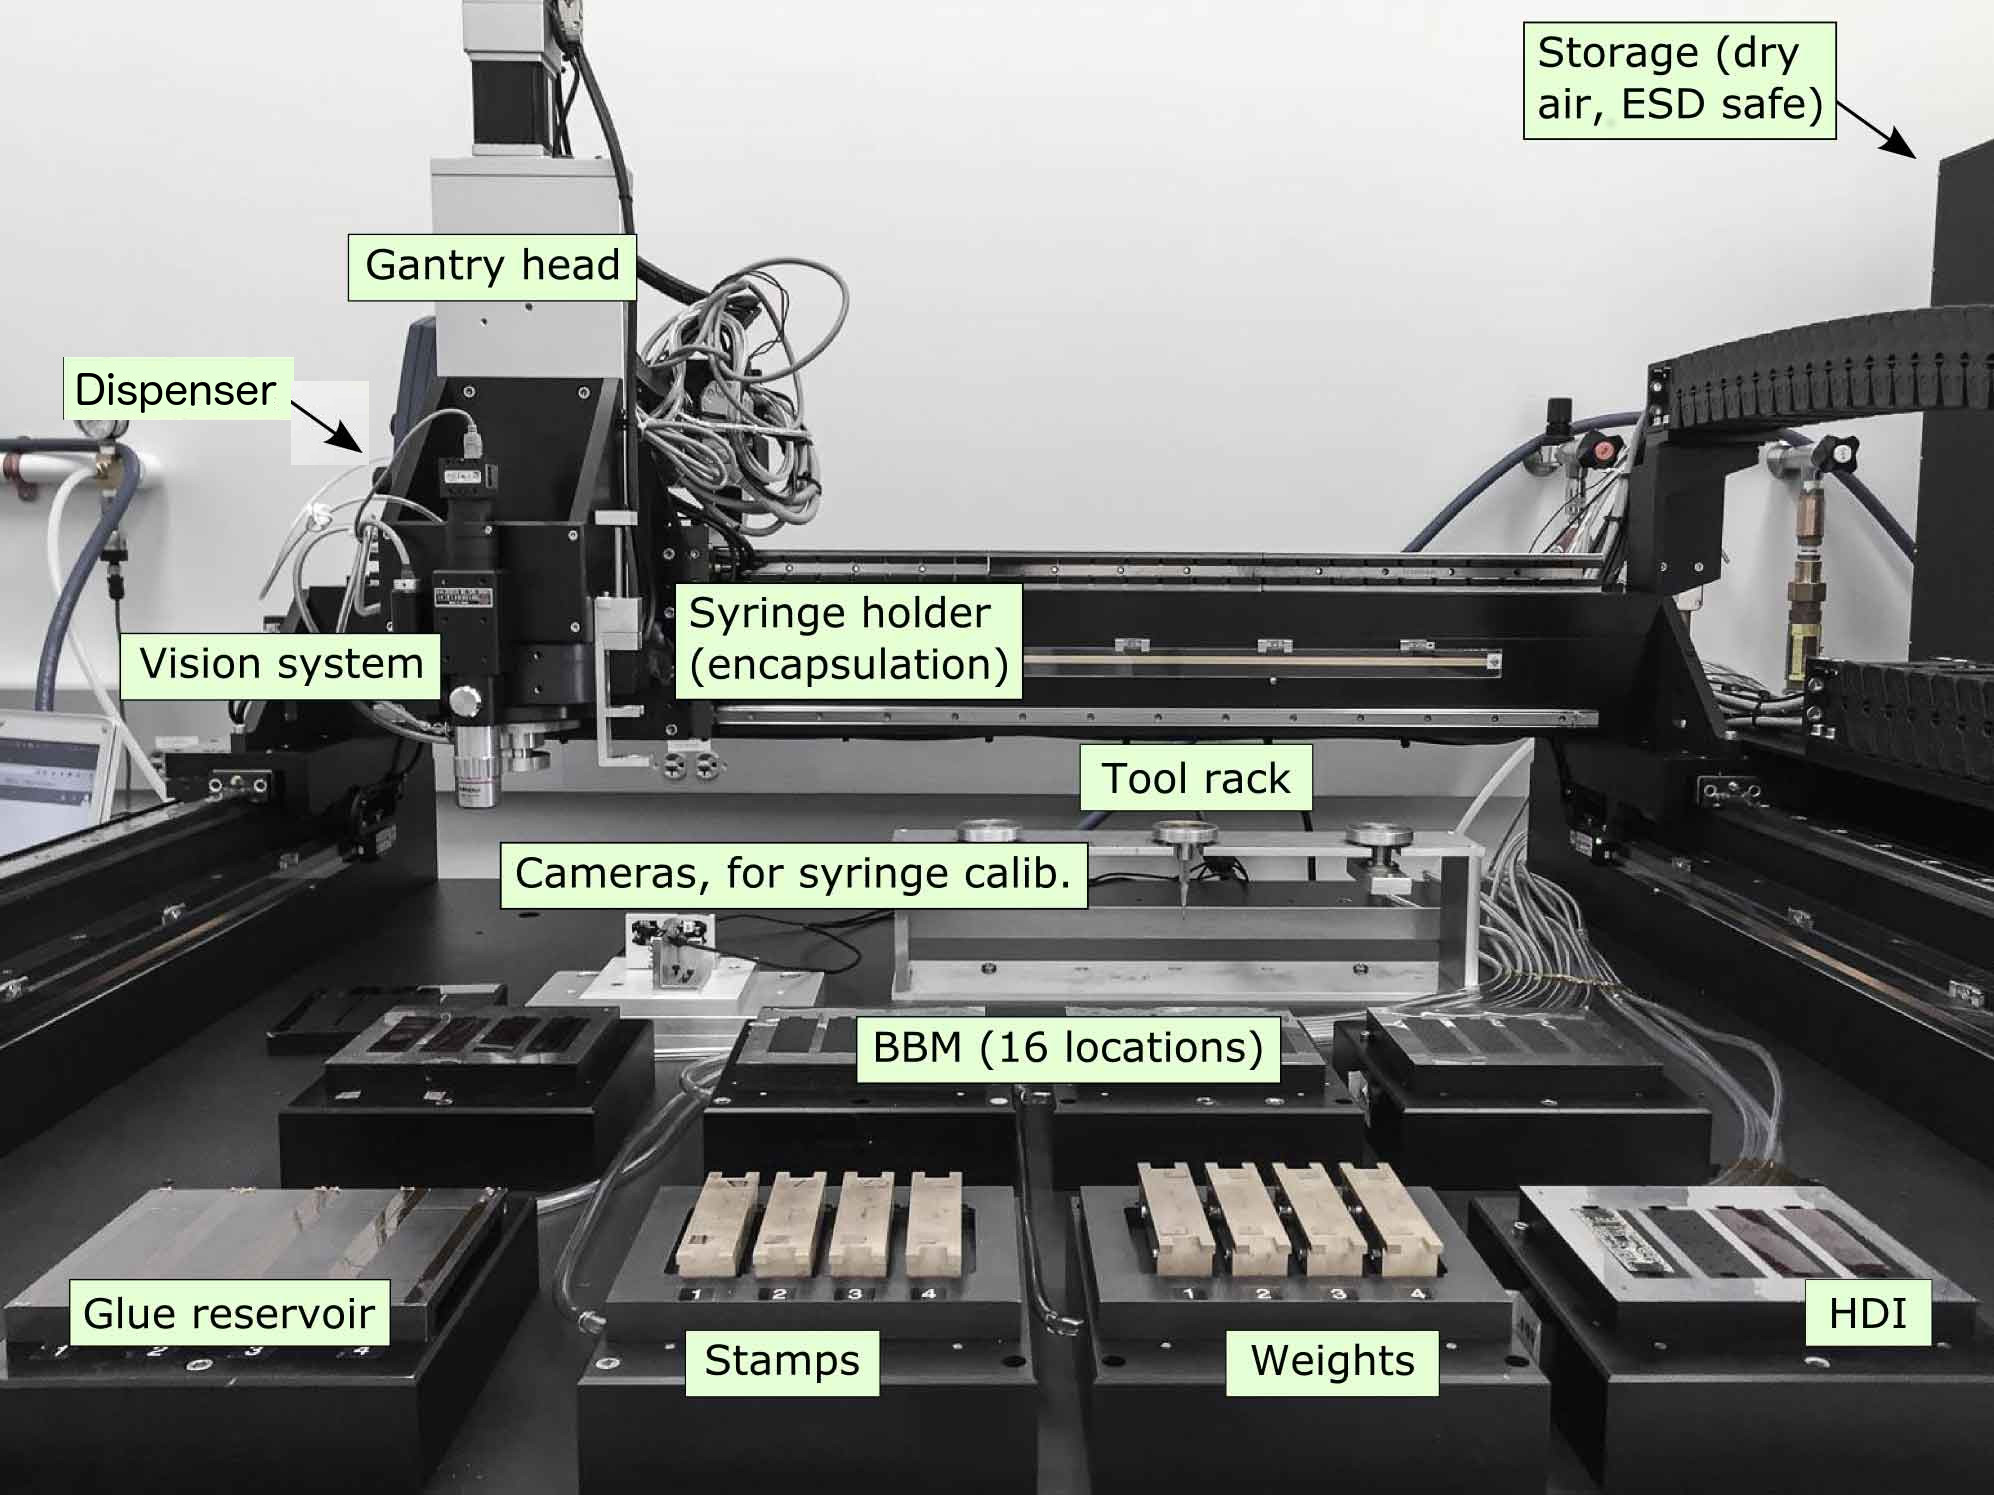 Storage (dry
air, ESD safe)
Gantry head
Dispenser
Syringe holder
(encapsulation)
Vision system
Tool rack
Cameras, for syringe calib.
BBM (16 locations)
Glue reservoir
1 2 3 4
1 2 3 4
1 2 3 4
HDI
Stamps
Weights